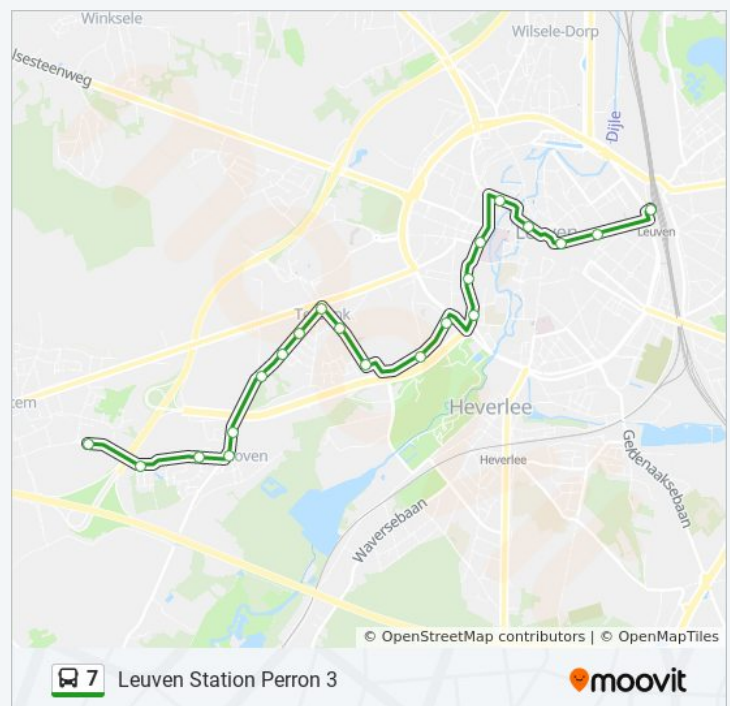 Winksele
Wilsele-Dorp
lsesteenweg
Dijle
Leuven
Leuven
Heverlee
Heverlee
Geldenaaksebaan
Waversebaan
© OpenStreetMap contributors | © OpenMapTiles
7 Leuven Station Perron 3
moovit